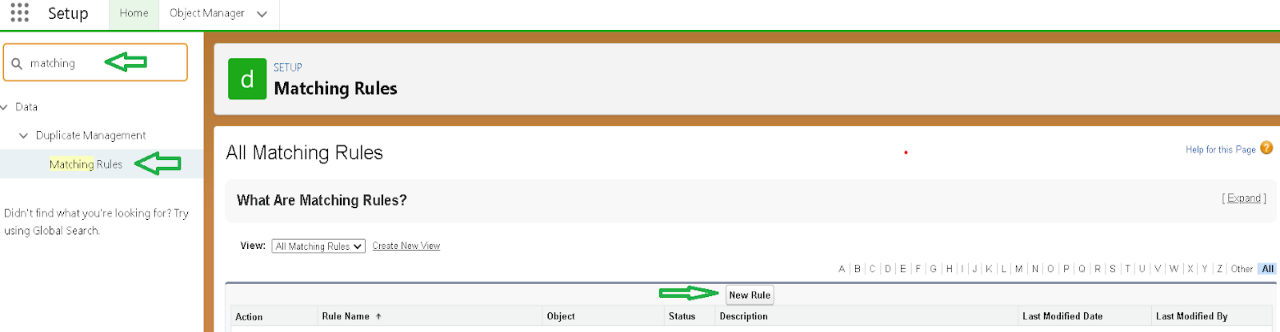 Setup Home Object Manager
matching
Data
Duplicate Management
Matching Rules
Didn't find what you're looking for? Try
using Global Search.
d
SETUP
Matching Rules
All Matching Rules
Help for this Page ?
What Are Matching Rules?
[ Expand ]
View: All Matching Rules Create New View
A | B | C | D | E | F | G | H | I | J | K | L | M | N | O | P | Q | R | S | T | U | V | W | X | Y | Z | Other All
New Rule
Action Rule Name ↑ Object Status Description Last Modified Date Last Modified By